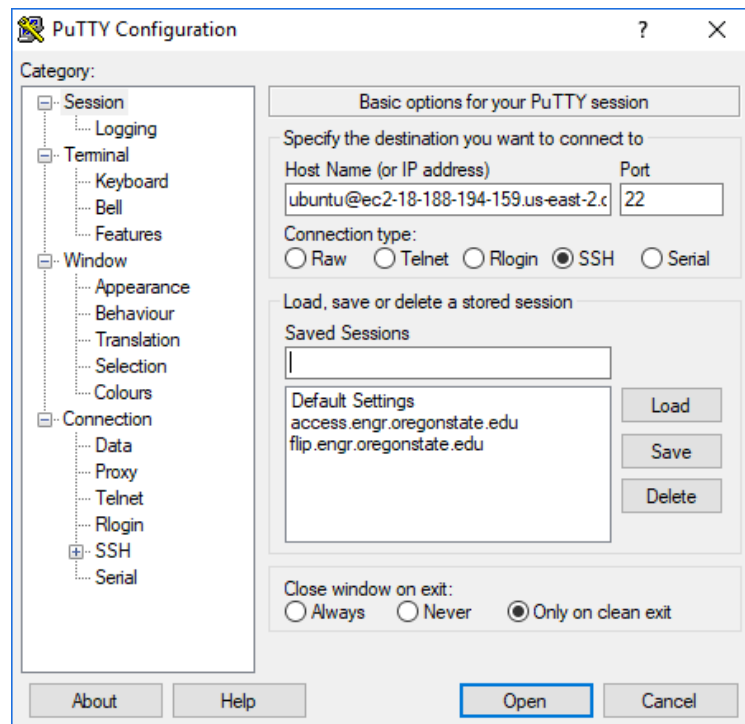 PuTTY Configuration
?
Category:
Session
Logging
Terminal
Keyboard
Bell
Features
Window
Appearance
Behaviour
Translation
Selection
Colours
Connection
Data
Proxy
Telnet
Rlogin
SSH
Serial
Basic options for your PuTTY session
Specify the destination you want to connect to
Host Name (or IP address) Port
ubuntu@ec2-18-188-194-159.us-east-2.c 22
Connection type:
Raw Telnet Rlogin SSH Serial
Load, save or delete a stored session
Saved Sessions
Default Settings
access.engr.oregonstate.edu
flip.engr.oregonstate.edu
Load
Save
Delete
Close window on exit:
Always Never Only on clean exit
About Help Open Cancel